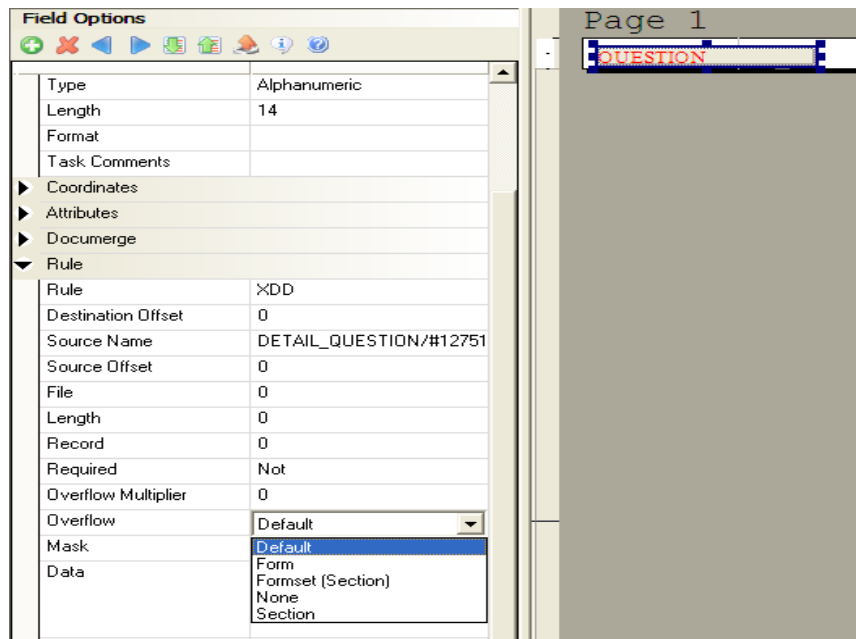 Field Options
Page 1
QUESTION
Type Alphanumeric
Length 14
Format
Task Comments
Coordinates
Attributes
Documerge
Rule
Rule XDD
Destination Offset 0
Source Name DETAIL_QUESTION/#12751
Source Offset 0
File 0
Length 0
Record 0
Required Not
Overflow Multiplier 0
Overflow Default
Mask Default
Form
Data Formset (Section)
None
Section